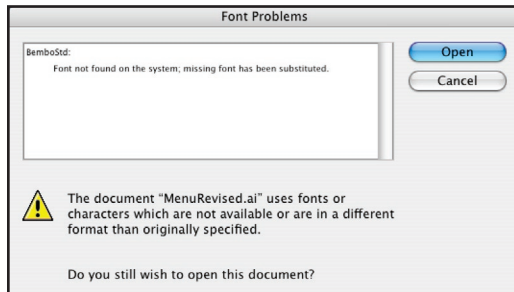 Font Problems
BemboStd:
Font not found on the system; missing font has been substituted.
Open
Cancel
The document “MenuRevised.ai” uses fonts or
characters which are not available or are in a different
format than originally specified.
Do you still wish to open this document?